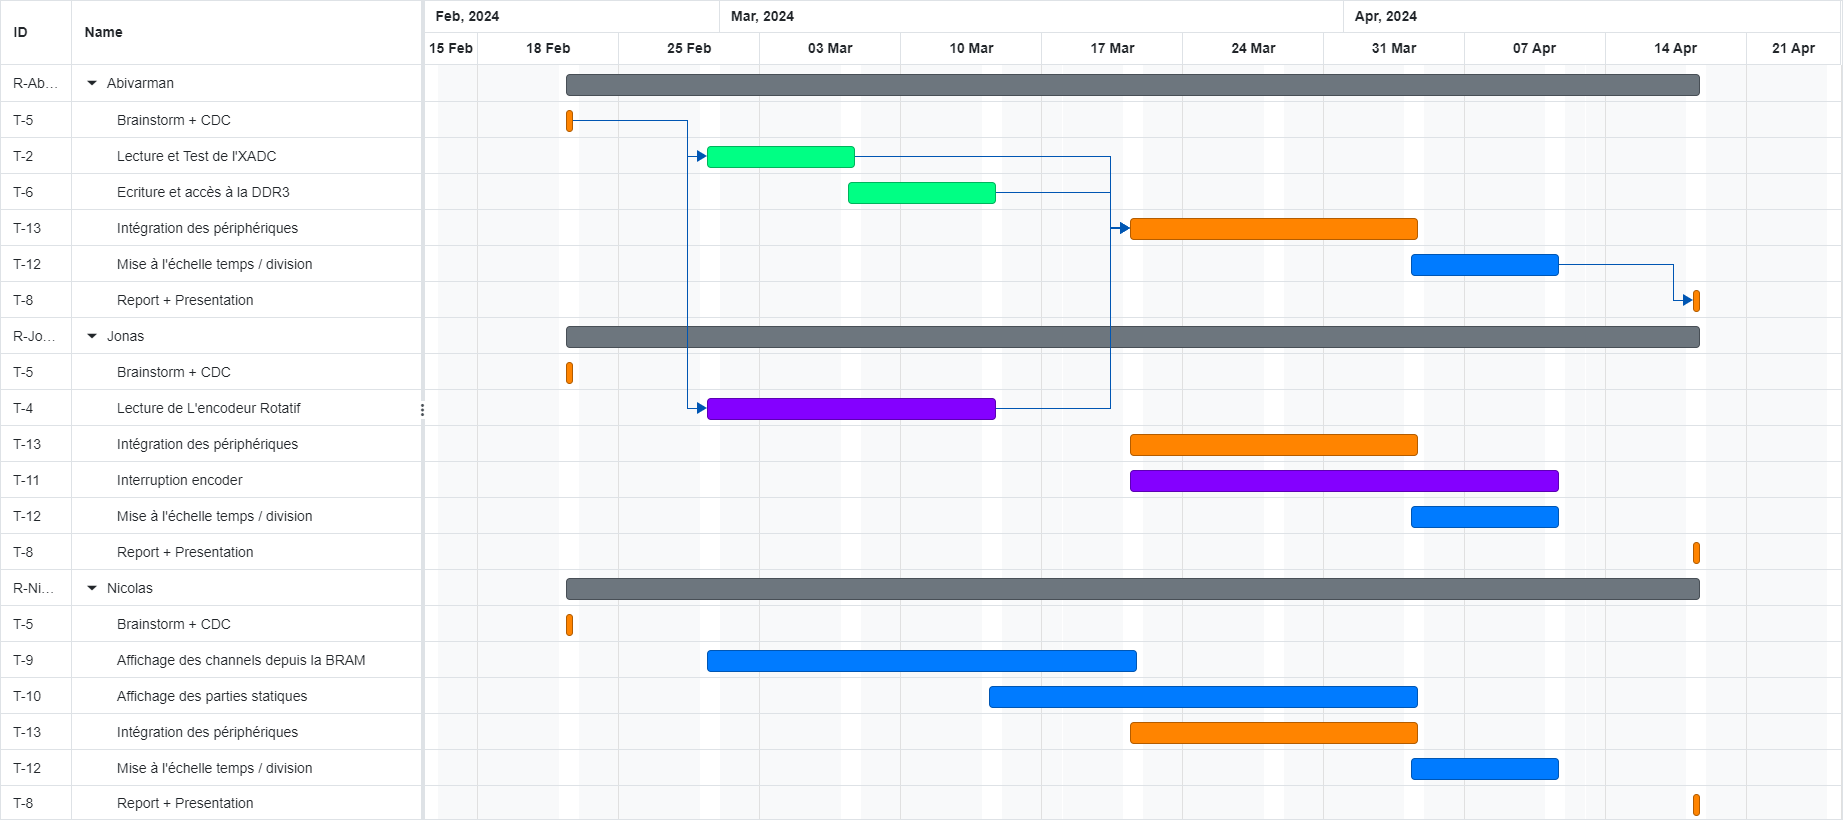 ID Name Feb, 2024 Mar, 2024 Apr, 2024
15 Feb 18 Feb 25 Feb 03 Mar 10 Mar 17 Mar 24 Mar 31 Mar 07 Apr 14 Apr 21 Apr
R-Ab... Abivarman
T-5 Brainstorm + CDC
T-2 Lecture et Test de l'XADC
T-6 Ecriture et accès à la DDR3
T-13 Intégration des périphériques
T-12 Mise à l'échelle temps / division
T-8 Report + Presentation
R-Jo... Jonas
T-5 Brainstorm + CDC
T-4 Lecture de L'encodeur Rotatif
T-13 Intégration des périphériques
T-11 Interruption encoder
T-12 Mise à l'échelle temps / division
T-8 Report + Presentation
R-Ni... Nicolas
T-5 Brainstorm + CDC
T-9 Affichage des channels depuis la BRAM
T-10 Affichage des parties statiques
T-13 Intégration des périphériques
T-12 Mise à l'échelle temps / division
T-8 Report + Presentation